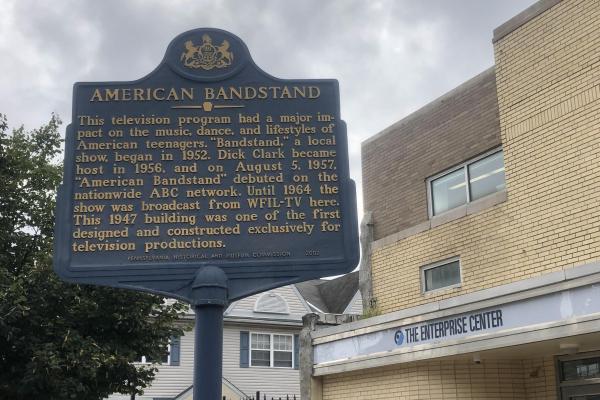 AMERICAN BANDSTAND
This television program had a major im-
pact on the music, dance, and lifestyles of
American teenagers. "Bandstand," a local
show, began in 1952. Dick Clark became
host in 1956, and on August 5, 1957,
"American Bandstand" debuted on the
nationwide ABC network. Until 1964 the
show was broadcast from WFIL-TV here.
This 1947 building was one of the first
designed and constructed exclusively for
television productions.
PENNSYLVANIA HISTORICAL AND MUSEUM COMMISSION 2002
THE ENTERPRISE CENTER